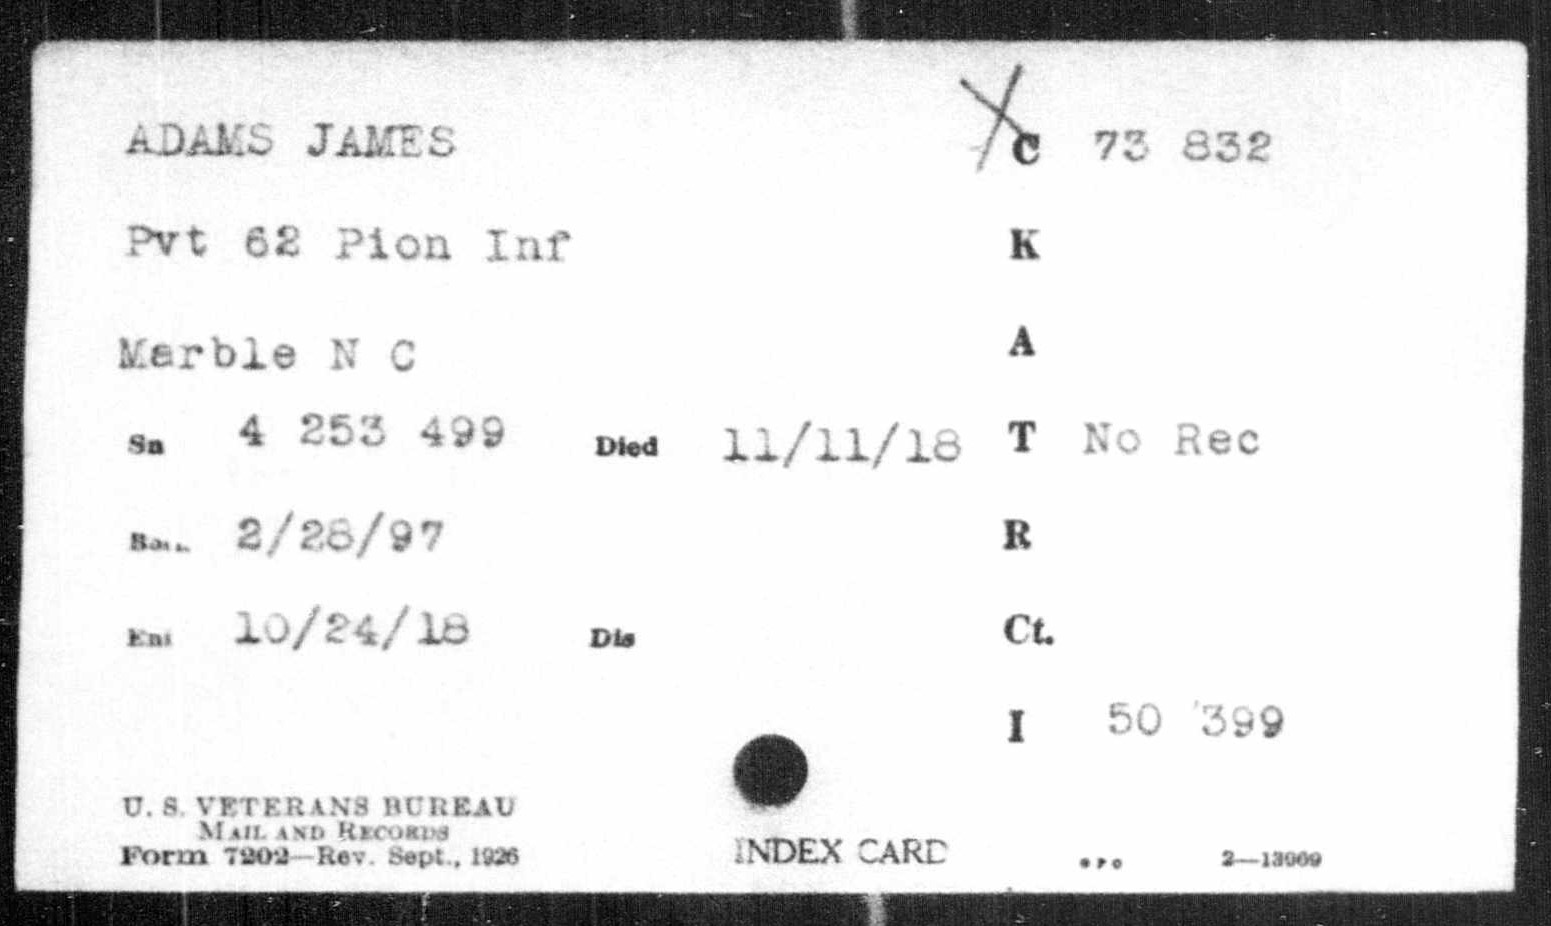 ADAMS JAMES
C 73 832
Pvt 62 Pion Inf
K
Marble N C
A
Sn 4 253 499 Died 11/11/18 T No Rec
2/28/97
R
Enl 10/24/18 Dis
Ct.
I 50 399
U. S. VETERANS BUREAU
MAIL AND RECORDS
Form 7202—Rev. Sept., 1926
INDEX CARD
2—13069